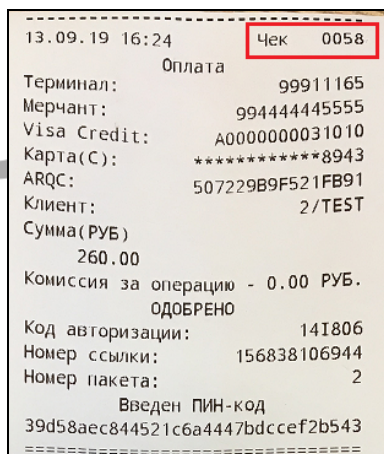 13.09.19 16:24 Чек 0058
Оплата
Терминал: 99911165
Мерчант: 994444445555
Visa Credit: A0000000031010
Карта(С): ************8943
ARQC: 507229B9F521FB91
Клиент: 2/TEST
Сумма(РУБ)
260.00
Комиссия за операцию - 0.00 РУБ.
ОДОБРЕНО
Код авторизации: 14I806
Номер ссылки: 156838106944
Номер пакета: 2
Введен ПИН-код
39d58aec844521c6a4447bdccef2b543